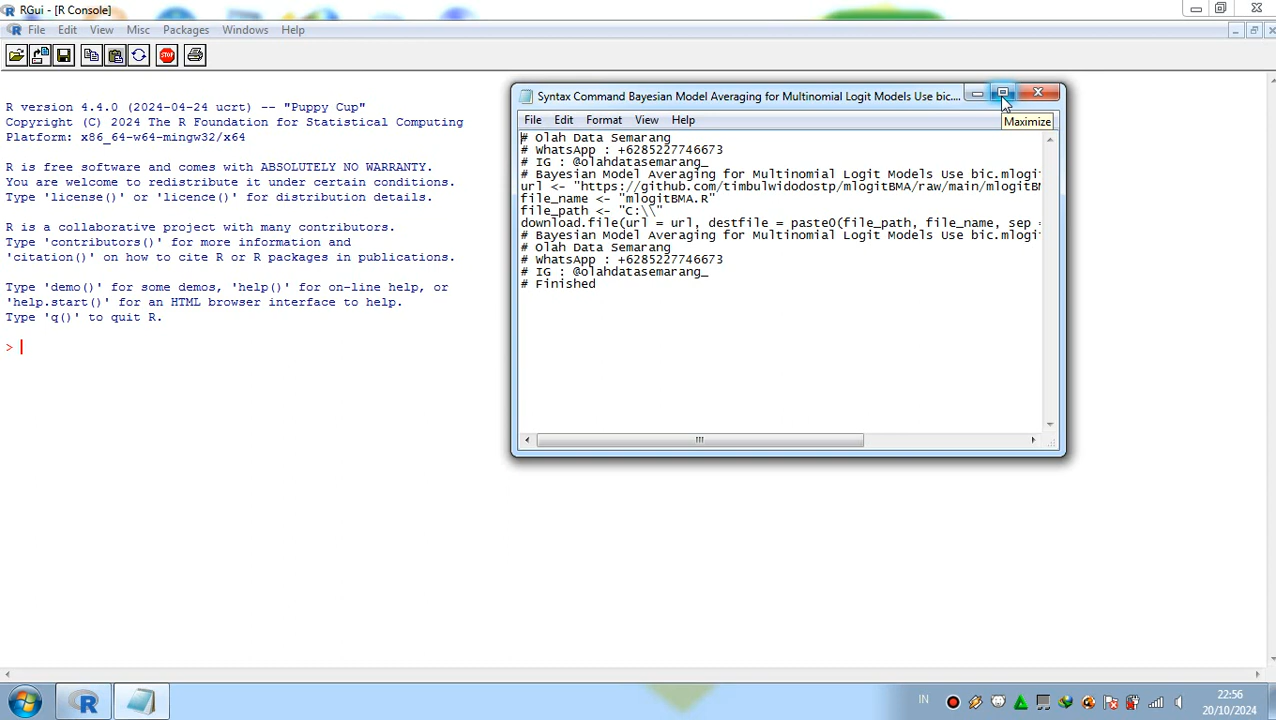 RGui - [R Console]
File Edit View Misc Packages Windows Help
STOP
R version 4.4.0 (2024-04-24 ucrt) -- "Puppy Cup"
Copyright (C) 2024 The R Foundation for Statistical Computing
Platform: x86_64-w64-mingw32/x64
R is free software and comes with ABSOLUTELY NO WARRANTY.
You are welcome to redistribute it under certain conditions.
Type 'license()' or 'licence()' for distribution details.
R is a collaborative project with many contributors.
Type 'contributors()' for more information and
'citation()' on how to cite R or R packages in publications.
Type 'demo()' for some demos, 'help()' for on-line help, or
'help.start()' for an HTML browser interface to help.
Type 'q()' to quit R.
>
Syntax Command Bayesian Model Averaging for Multinomial Logit Models Use bic....
Maximize
File Edit Format View Help
# Olah Data Semarang
# WhatsApp : +6285227746673
# IG : @olahdatasemarang_
# Bayesian Model Averaging for Multinomial Logit Models Use bic.mlogit
url <- "https://github.com/timbulwidodostp/mlogitBMA/raw/main/mlogitBM
file_name <- "mlogitBMA.R"
file_path <- "C:\\"
download.file(url = url, destfile = paste0(file_path, file_name, sep =
# Bayesian Model Averaging for Multinomial Logit Models Use bic.mlogit
# Olah Data Semarang
# WhatsApp : +6285227746673
# IG : @olahdatasemarang_
# Finished
IN
22:56
20/10/2024